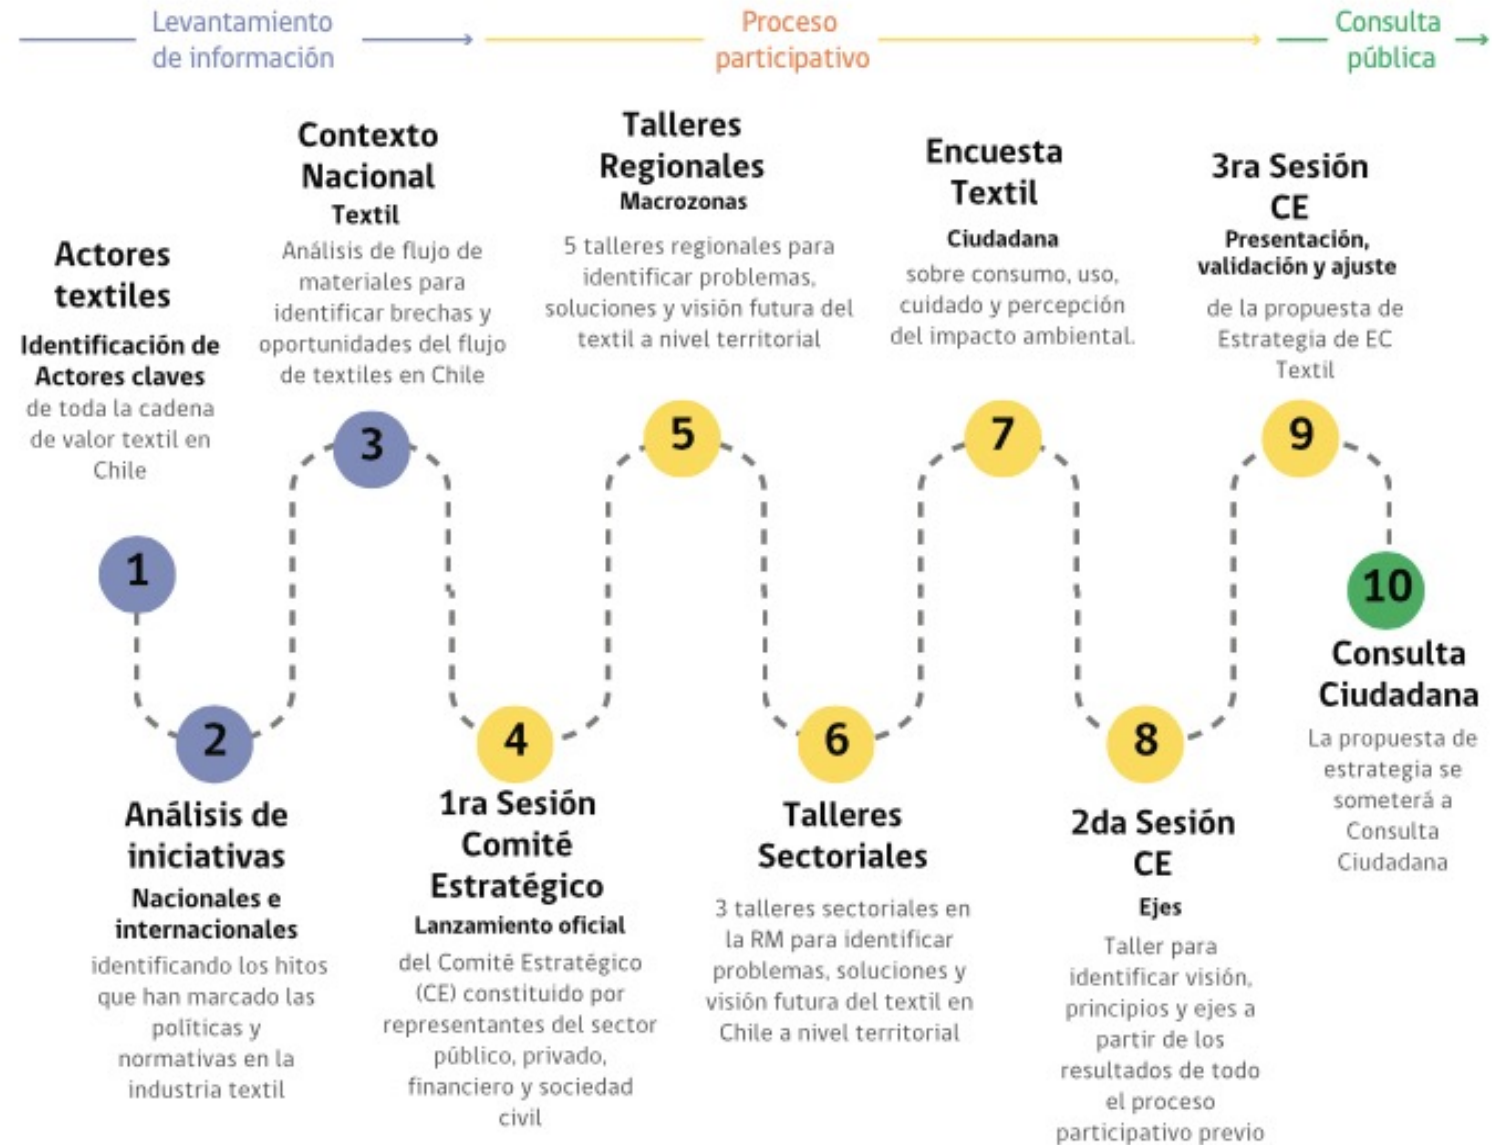 Levantamiento
de información
Proceso
participativo
Consulta
pública
Actores
textiles
Identificación de
Actores claves
de toda la cadena
de valor textil en
Chile
1
2
Análisis de
iniciativas
Nacionales e
internacionales
identificando los hitos
que han marcado las
políticas y
normativas en la
industria textil
Contexto
Nacional
Textil
Análisis de flujo de
materiales para
identificar brechas y
oportunidades del flujo
de textiles en Chile
3
4
1ra Sesión
Comité
Estratégico
Lanzamiento oficial
del Comité Estratégico
(CE) constituido por
representantes del sector
público, privado,
financiero y sociedad
civil
Talleres
Regionales
Macrozonas
5 talleres regionales para
identificar problemas,
soluciones y visión futura del
textil a nivel territorial
5
6
Talleres
Sectoriales
3 talleres sectoriales en
la RM para identificar
problemas, soluciones y
visión futura del textil en
Chile a nivel territorial
Encuesta
Textil
Ciudadana
sobre consumo, uso,
cuidado y percepción
del impacto ambiental.
7
8
2da Sesión
CE
Ejes
Taller para
identificar visión,
principios y ejes a
partir de los
resultados de todo
el proceso
participativo previo
3ra Sesión
CE
Presentación,
validación y ajuste
de la propuesta de
Estrategia de EC
Textil
9
10
Consulta
Ciudadana
La propuesta de
estrategia se
someterá a
Consulta
Ciudadana